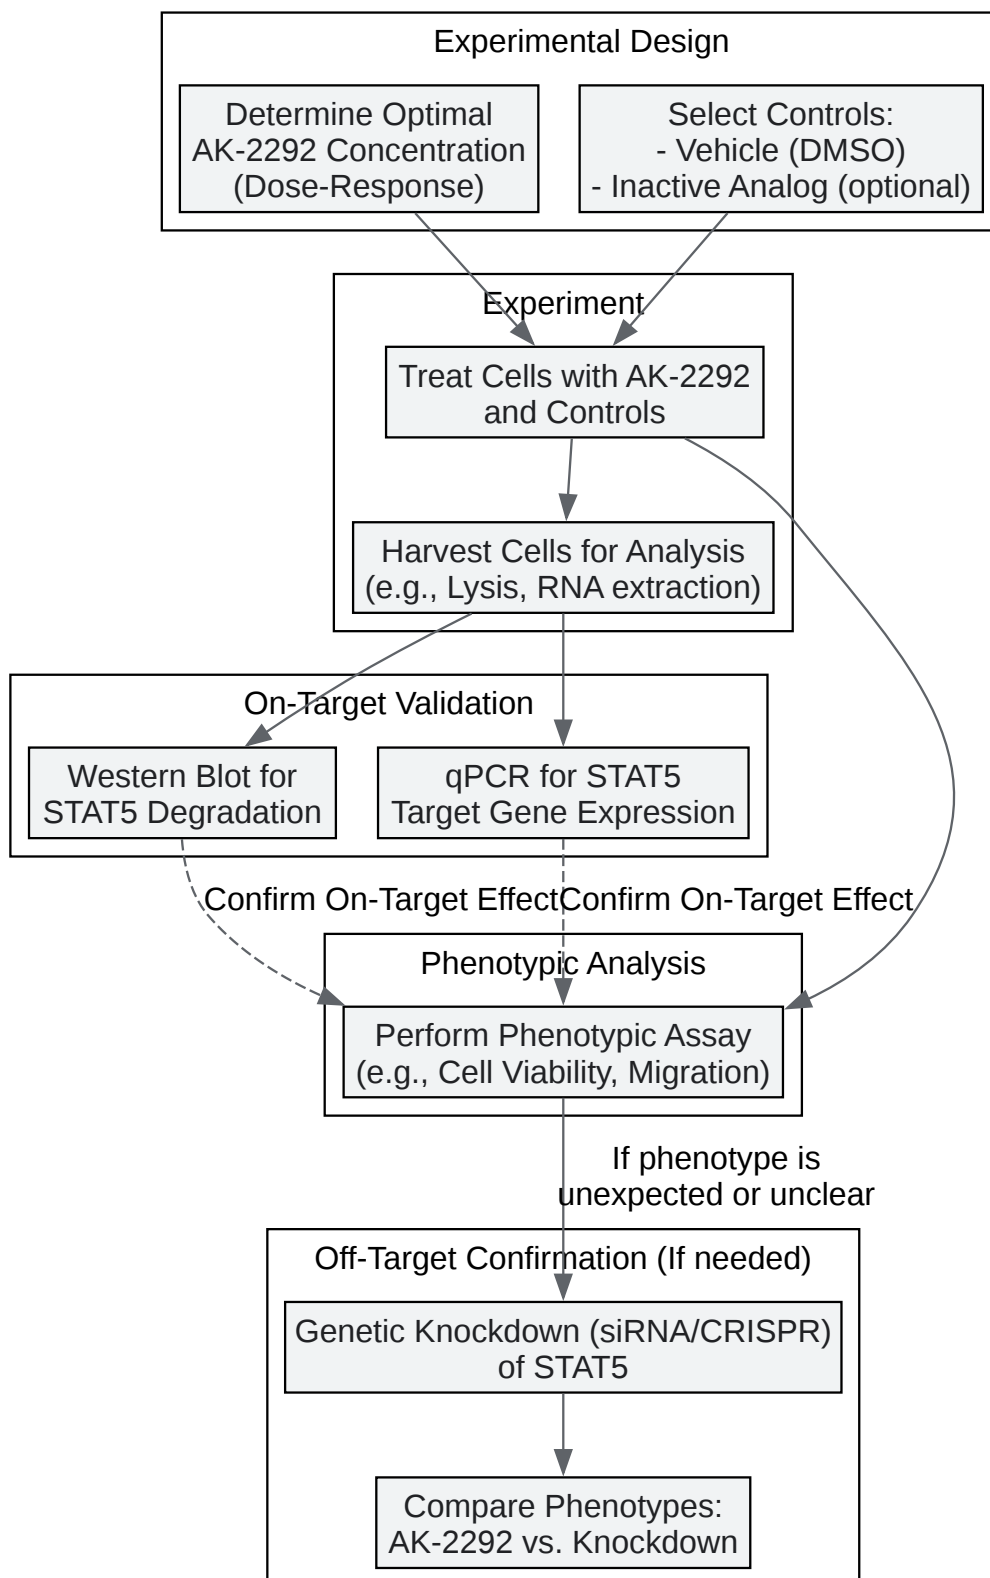 Experimental Design
Determine Optimal
AK-2292 Concentration
(Dose-Response)
Select Controls:
- Vehicle (DMSO)
- Inactive Analog (optional)
Experiment
Treat Cells with AK-2292
and Controls
Harvest Cells for Analysis
(e.g., Lysis, RNA extraction)
On-Target Validation
Western Blot for
STAT5 Degradation
qPCR for STAT5
Target Gene Expression
Confirm On-Target Effect
Confirm On-Target Effect
Phenotypic Analysis
Perform Phenotypic Assay
(e.g., Cell Viability, Migration)
If phenotype is
unexpected or unclear
Off-Target Confirmation (If needed)
Genetic Knockdown (siRNA/CRISPR)
of STAT5
Compare Phenotypes:
AK-2292 vs. Knockdown